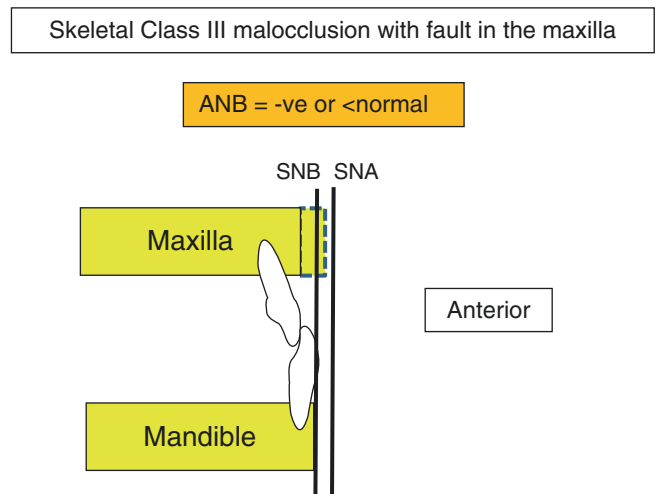 Skeletal Class III malocclusion with fault in the maxilla
ANB = -ve or <normal
SNB SNA
Maxilla
Anterior
Mandible